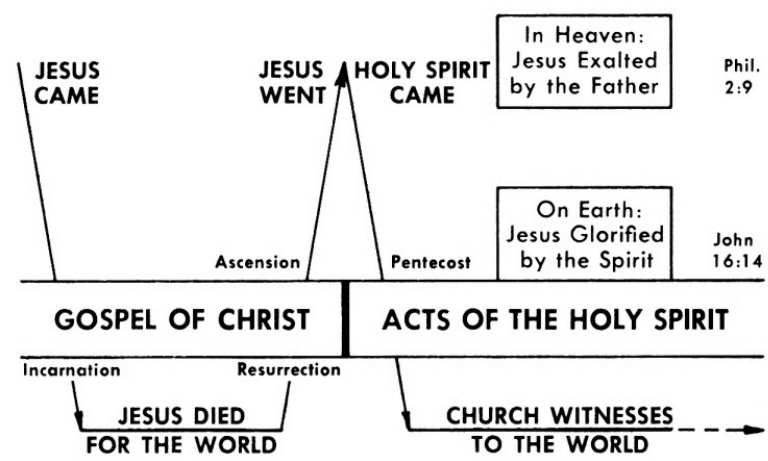 JESUS
CAME
JESUS
WENT
HOLY SPIRIT
CAME
In Heaven:
Jesus Exalted
by the Father
Phil.
2:9
On Earth:
Jesus Glorified
by the Spirit
John
16:14
Ascension
Pentecost
GOSPEL OF CHRIST
ACTS OF THE HOLY SPIRIT
Incarnation
Resurrection
JESUS DIED
FOR THE WORLD
CHURCH WITNESSES
TO THE WORLD